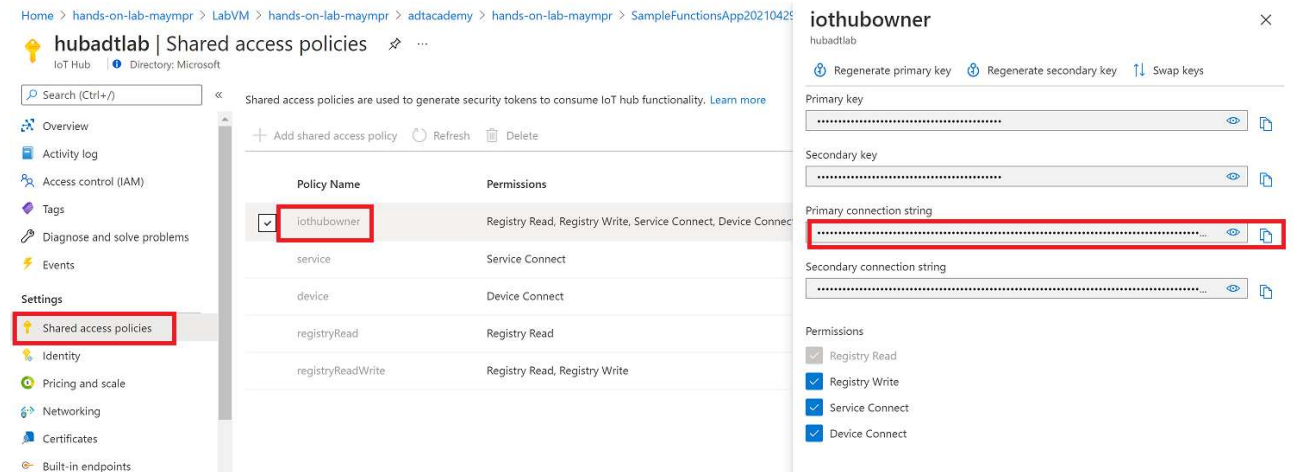 Home > hands-on-lab-maympr > LabVM > hands-on-lab-maympr > adtacademy > hands-on-lab-maympr > SampleFunctionsApp20210429
hubadtlab | Shared access policies ...
IoT Hub | Directory: Microsoft
Search (Ctrl+/) «
Overview
Activity log
Access control (IAM)
Tags
Diagnose and solve problems
Events
Settings
Shared access policies
Identity
Pricing and scale
Networking
Certificates
Built-in endpoints
Shared access policies are used to generate security tokens to consume IoT hub functionality. Learn more
Add shared access policy Refresh Delete
Policy Name Permissions
iothubowner Registry Read, Registry Write, Service Connect, Device Connect
service Service Connect
device Device Connect
registryRead Registry Read
registryReadWrite Registry Read, Registry Write
iothubowner
hubadtlab
Regenerate primary key Regenerate secondary key Swap keys
Primary key
Secondary key
Primary connection string
Secondary connection string
Permissions
Registry Read
Registry Write
Service Connect
Device Connect